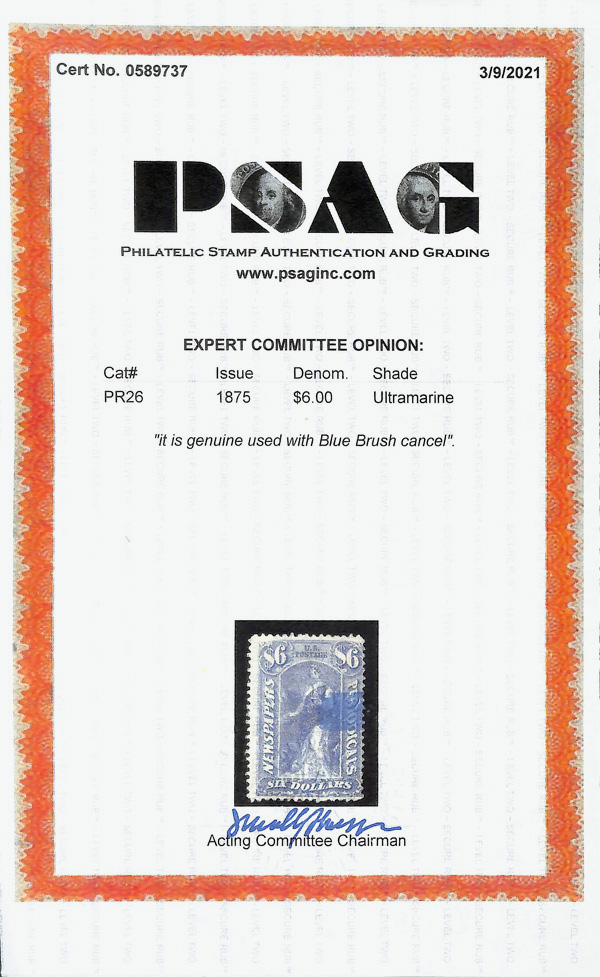 Cert No. 0589737 3/9/2021
PSAG
PHILATELIC STAMP AUTHENTICATION AND GRADING
www.psaginc.com
EXPERT COMMITTEE OPINION:
Cat# Issue Denom. Shade
PR26 1875 $6.00 Ultramarine
"it is genuine used with Blue Brush cancel".
$6 U.S. POSTAGE $6
NEWSPAPERS
PERIODICALS
SIX DOLLARS
Acting Committee Chairman